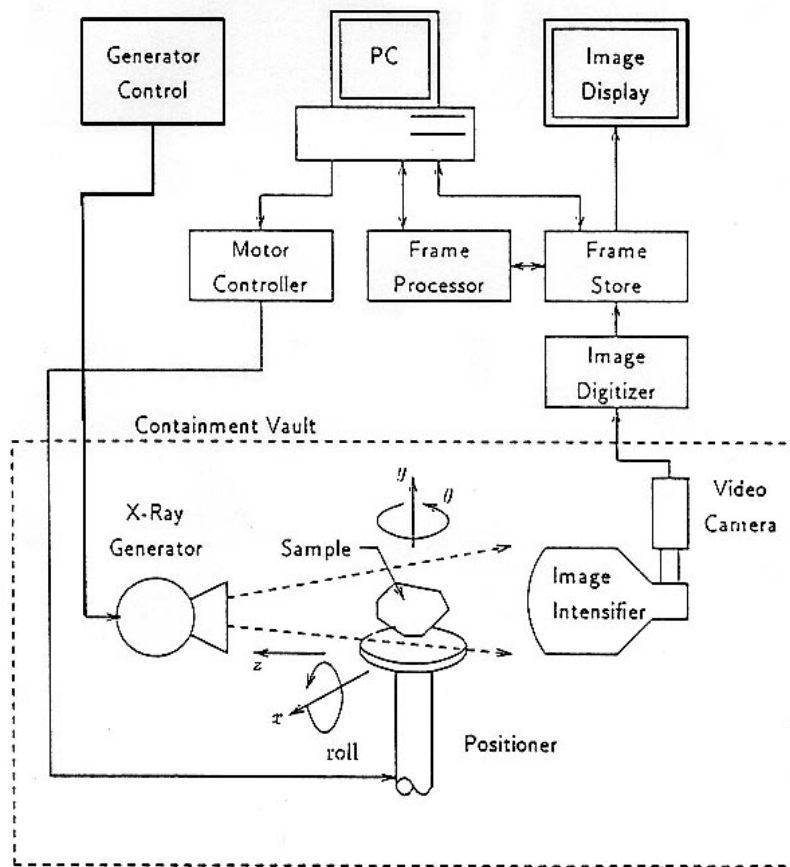 Generator
Control
PC
Image
Display
Motor
Controller
Frame
Processor
Frame
Store
Image
Digitizer
Containment Vault
X-Ray
Generator
Sample
y
θ
Video
Camera
Image
Intensifier
z
x
roll
Positioner